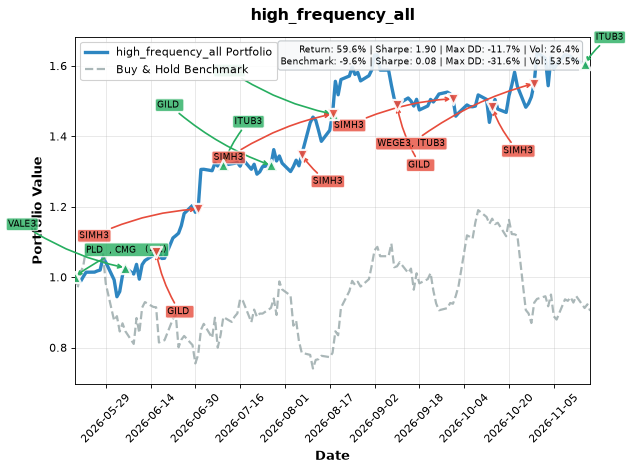 high_frequency_all
ITUB3
high_frequency_all Portfolio
Buy & Hold Benchmark
Return: 59.6% | Sharpe: 1.90 | Max DD: -11.7% | Vol: 26.4%
Benchmark: -9.6% | Sharpe: 0.08 | Max DD: -31.6% | Vol: 53.5%
GILD
ITUB3
SIMH3
SIMH3
WEGE3, ITUB3
SIMH3
GILD
SIMH3
VALE3
SIMH3
PLD , CMG
GILD
Portfolio Value
1.6
1.4
1.2
1.0
0.8
2026-05-29
2026-06-14
2026-06-30
2026-07-16
2026-08-01
2026-08-17
2026-09-02
2026-09-18
2026-10-04
2026-10-20
2026-11-05
Date